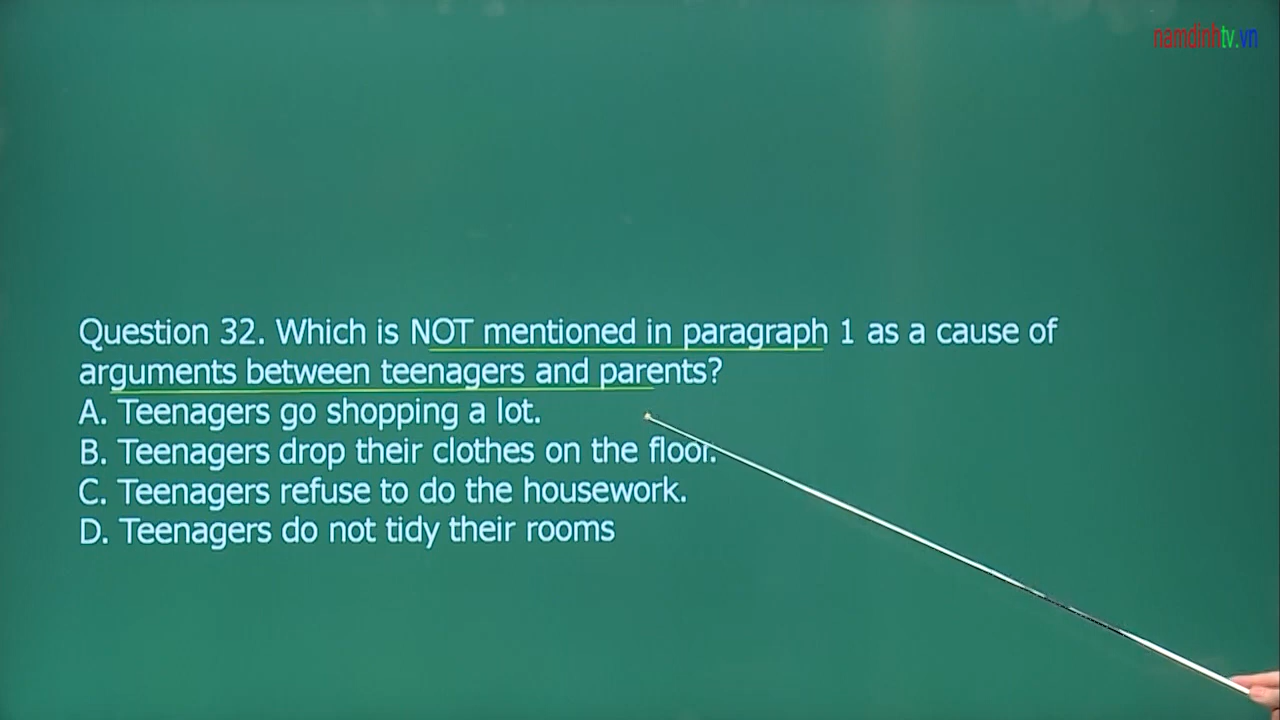 namdinhtv.vn
Question 32. Which is NOT mentioned in paragraph 1 as a cause of
arguments between teenagers and parents?
A. Teenagers go shopping a lot.
B. Teenagers drop their clothes on the floor.
C. Teenagers refuse to do the housework.
D. Teenagers do not tidy their rooms